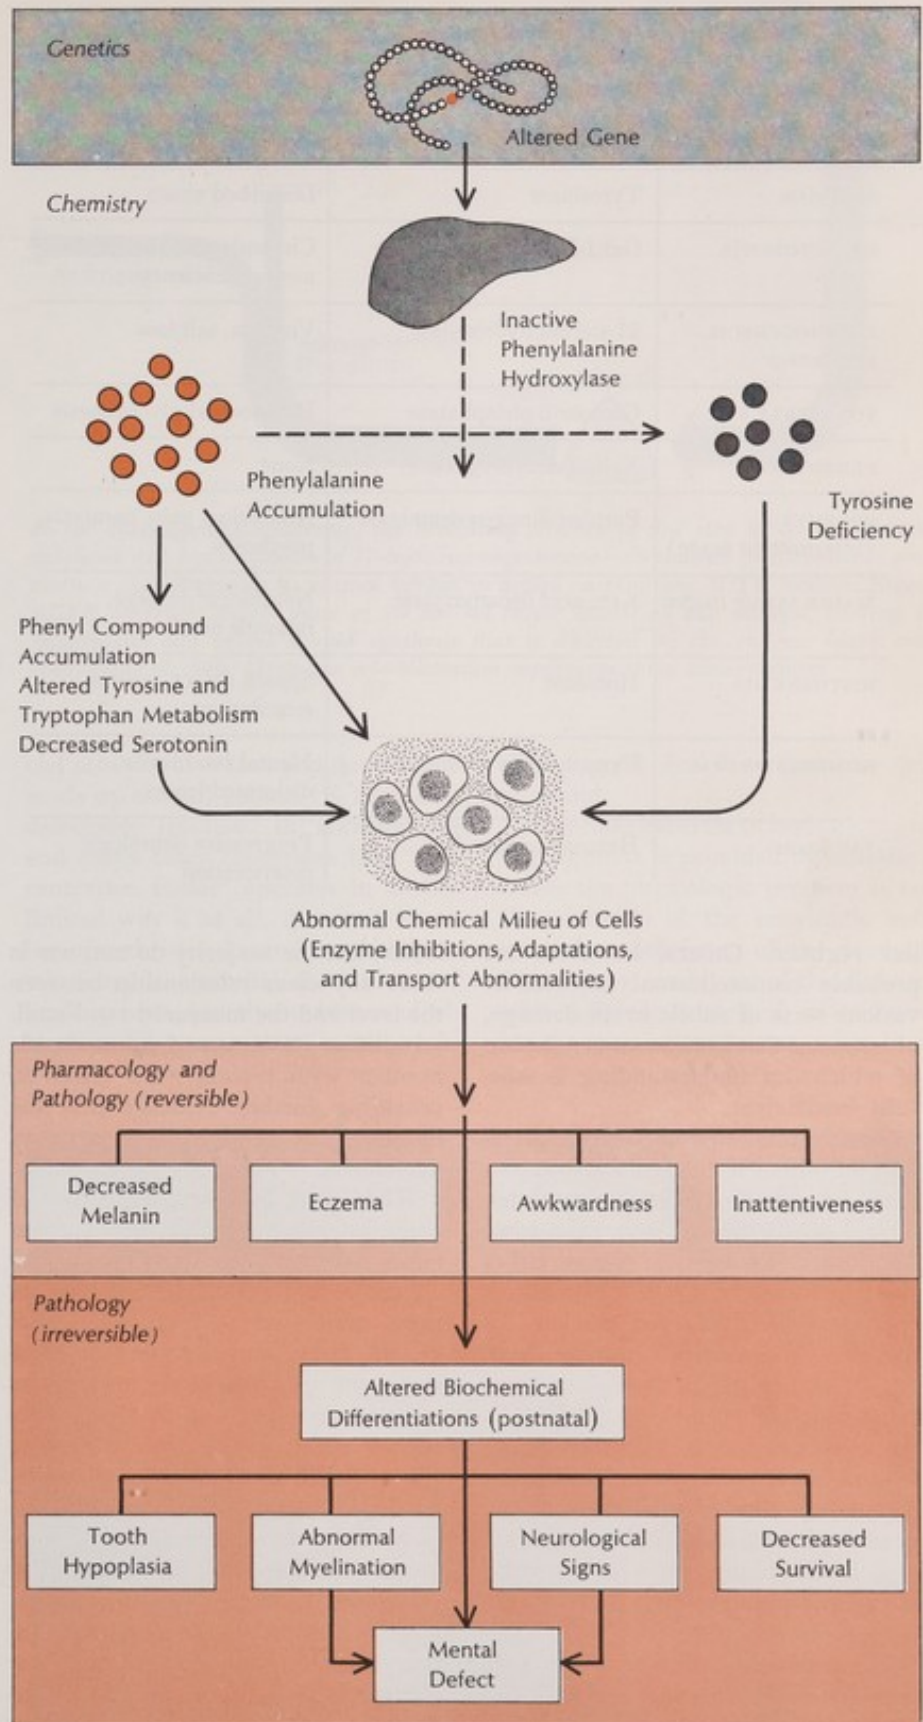 Genetics
Altered Gene
Chemistry
Inactive
Phenylalanine
Hydroxylase
Phenylalanine
Accumulation
Tyrosine
Deficiency
Phenyl Compound
Accumulation
Altered Tyrosine and
Tryptophan Metabolism
Decreased Serotonin
Abnormal Chemical Milieu of Cells
(Enzyme Inhibitions, Adaptations,
and Transport Abnormalities)
Pharmacology and
Pathology (reversible)
Decreased
Melanin
Eczema
Awkwardness
Inattentiveness
Pathology
(irreversible)
Altered Biochemical
Differentiations (postnatal)
Tooth
Hypoplasia
Abnormal
Myelination
Neurological
Signs
Decreased
Survival
Mental
Defect